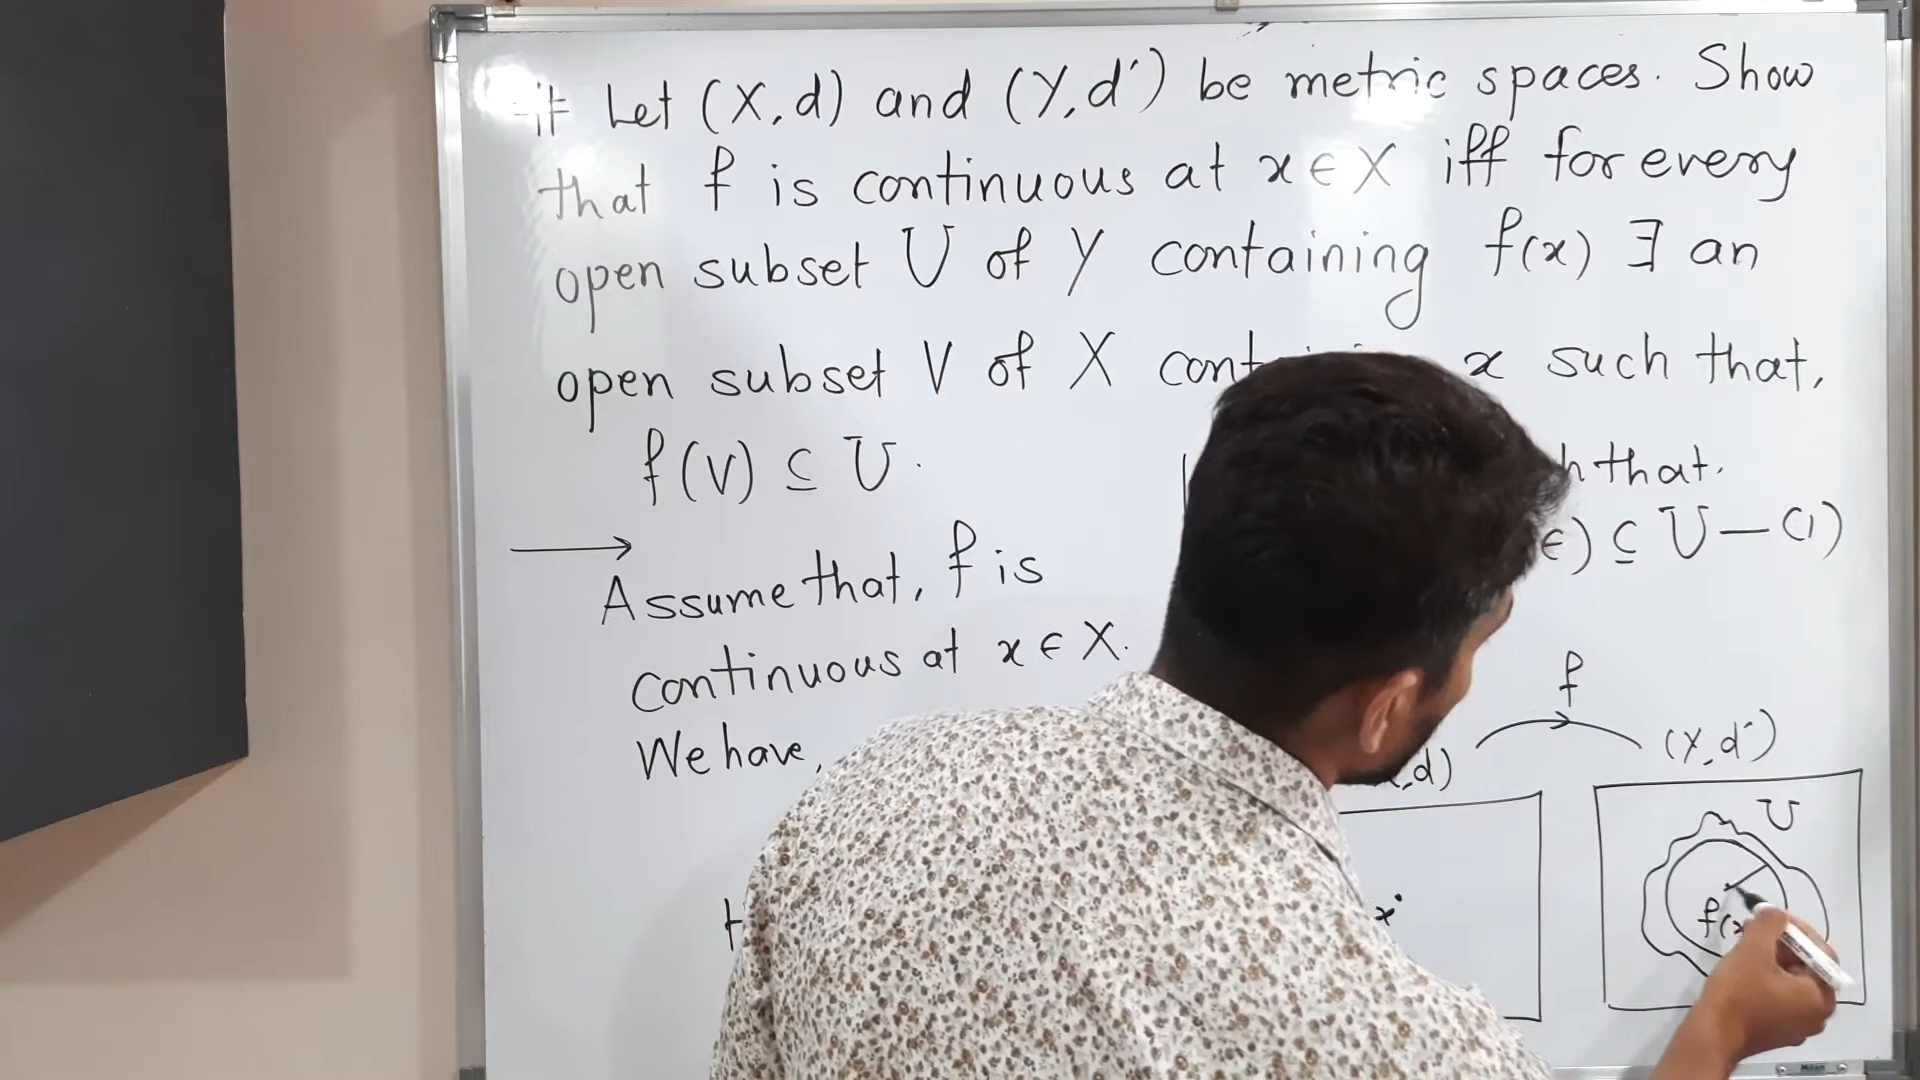 # Let (X,d) and (Y,d') be metric spaces. Show
that f is continuous at x∈X iff for every
open subset U of Y containing f(x) ∃ an
open subset V of X x such that,
f(V) ⊆ U.
that.
∈) ⊆ U — (1)
Assume that, f is
continuous at x∈X.
We have,
f
,d)
(Y,d')
U
x